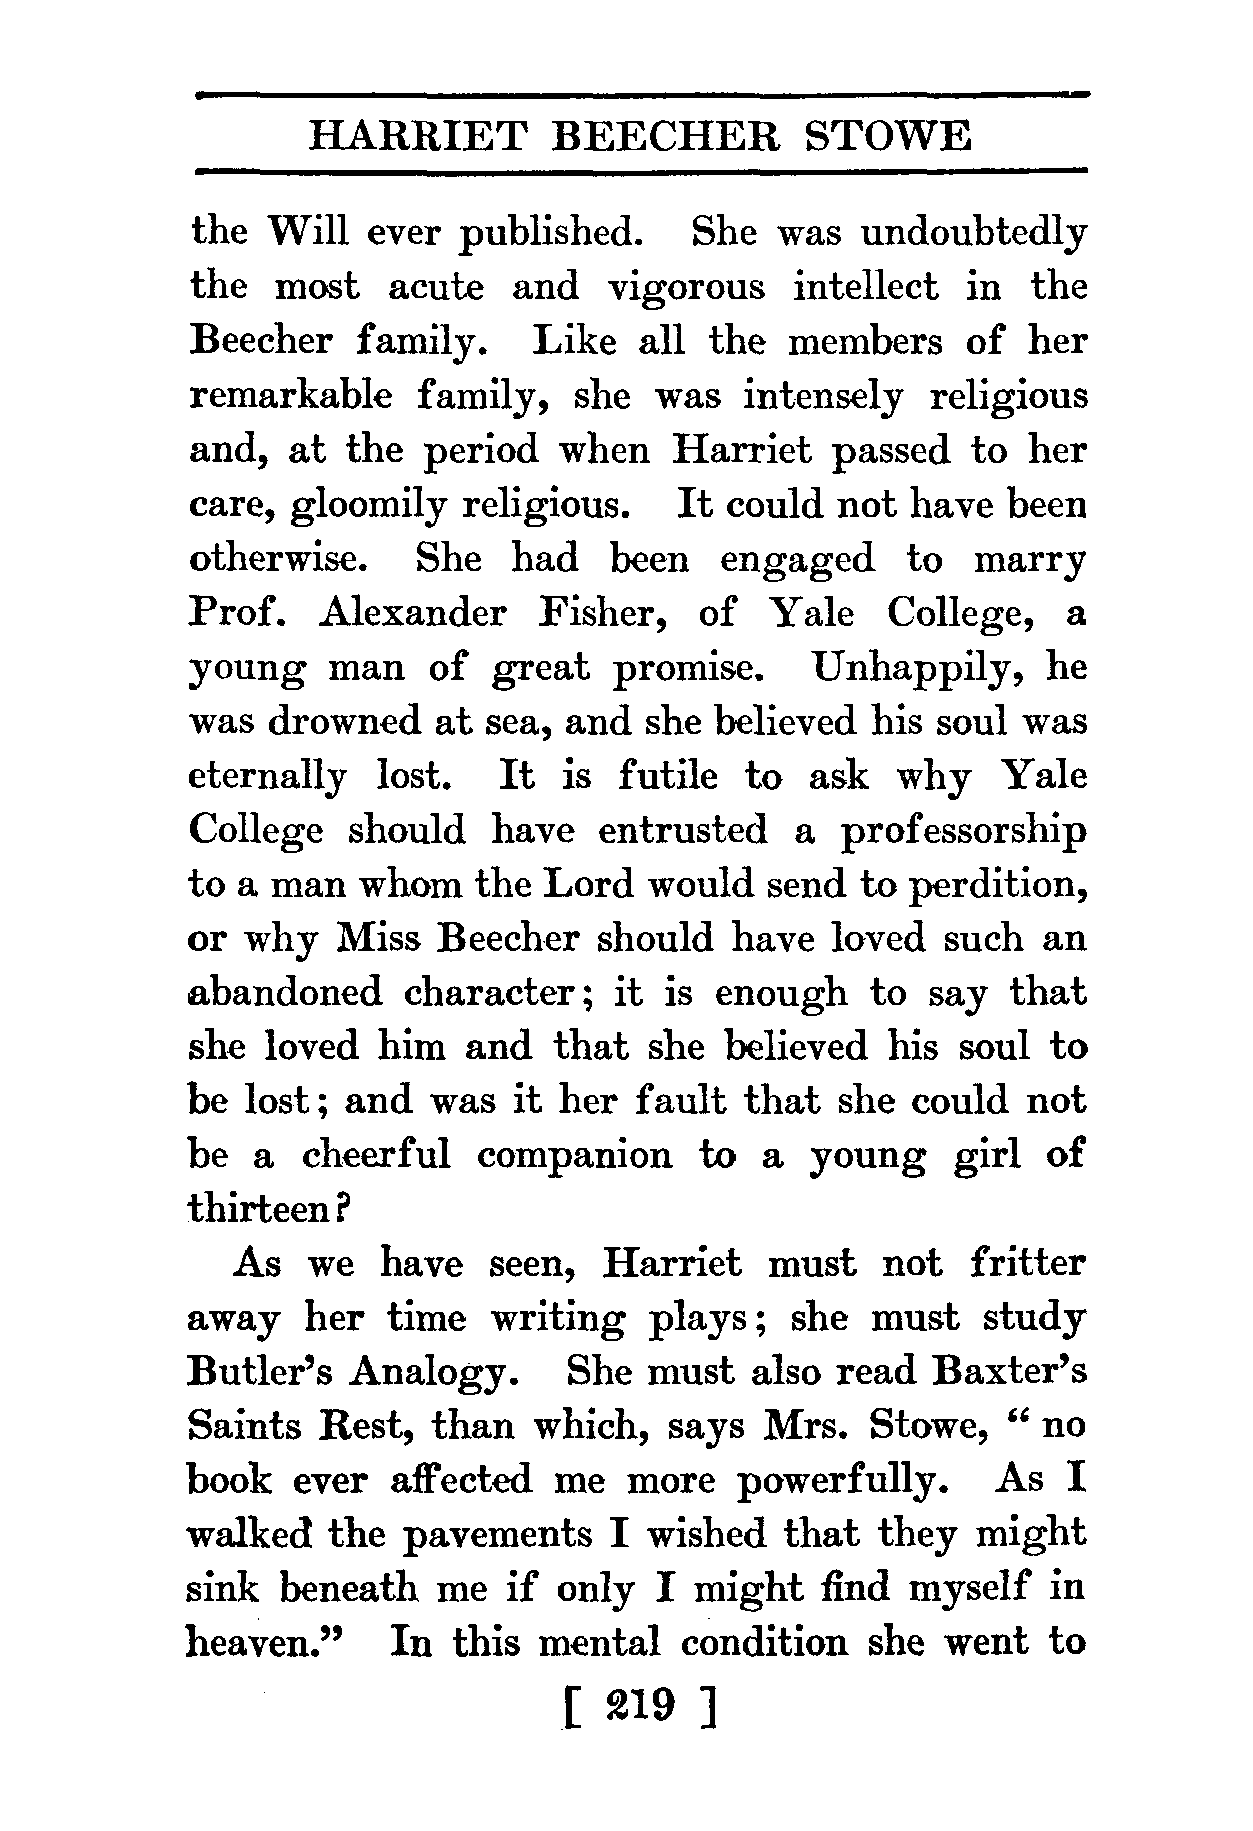 HARRIET BEECHER STOWE
the Will ever published. She was undoubtedly
the most acute and vigorous intellect in the
Beecher family. Like all the members of her
remarkable family, she was intensely religious
and, at the period when Harriet passed to her
care, gloomily religious. It could not have been
otherwise. She had been engaged to marry
Prof. Alexander Fisher, of Yale College, a
young man of great promise. Unhappily, he
was drowned at sea, and she believed his soul was
eternally lost. It is futile to ask why Yale
College should have entrusted a professorship
to a man whom the Lord would send to perdition,
or why Miss Beecher should have loved such an
abandoned character; it is enough to say that
she loved him and that she believed his soul to
be lost; and was it her fault that she could not
be a cheerful companion to a young girl of
thirteen?
As we have seen, Harriet must not fritter
away her time writing plays; she must study
Butler's Analogy. She must also read Baxter's
Saints Rest, than which, says Mrs. Stowe, "no
book ever affected me more powerfully. As I
walked the pavements I wished that they might
sink beneath me if only I might find myself in
heaven." In this mental condition she went to
[ 219 ]